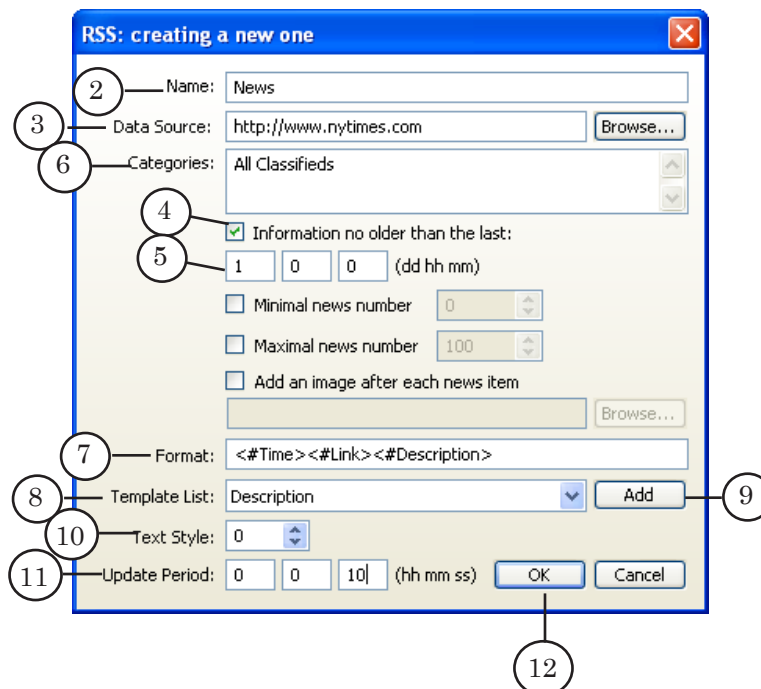 RSS: creating a new one
2 Name: News
3 Data Source: http://www.nytimes.com Browse...
6 Categories: All Classifieds
4 Information no older than the last:
5 1 0 0 (dd hh mm)
Minimal news number 0
Maximal news number 100
Add an image after each news item
Browse...
7 Format: <#Time><#Link><#Description>
8 Template List: Description Add 9
10 Text Style: 0
11 Update Period: 0 0 10 (hh mm ss) OK Cancel
12